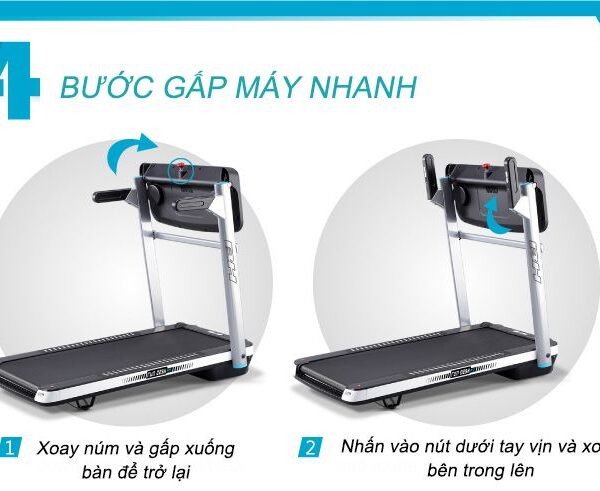 4
BƯỚC GẤP MÁY NHANH
1
Xoay núm và gấp xuống
bàn để trở lại
2
Nhấn vào nút dưới tay vịn và xo
bên trong lên